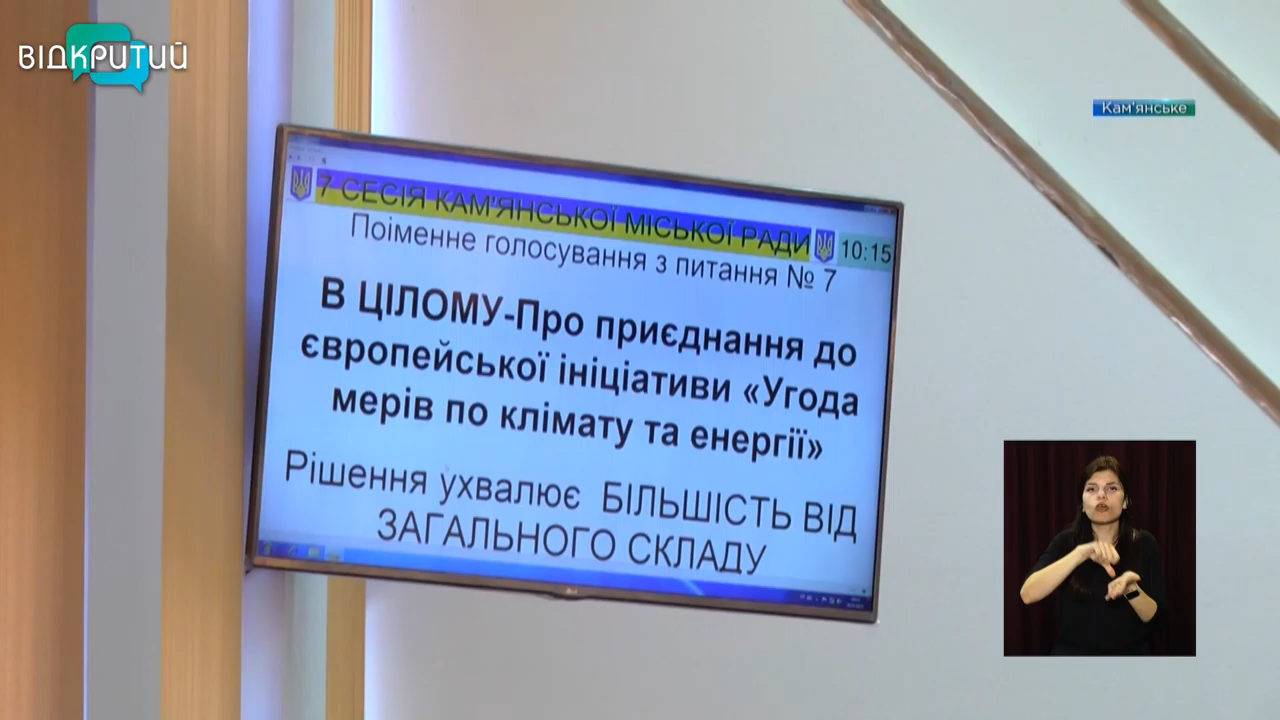 ВІДКРИТИЙ
Кам'янське
7 СЕСІЯ КАМ'ЯНСЬКОЇ МІСЬКОЇ РАДИ
10:15
Поіменне голосування з питання № 7
В ЦІЛОМУ-Про приєднання до
європейської ініціативи «Угода
мерів по клімату та енергії»
Рішення ухвалює БІЛЬШІСТЬ ВІД
ЗАГАЛЬНОГО СКЛАДУ
LG